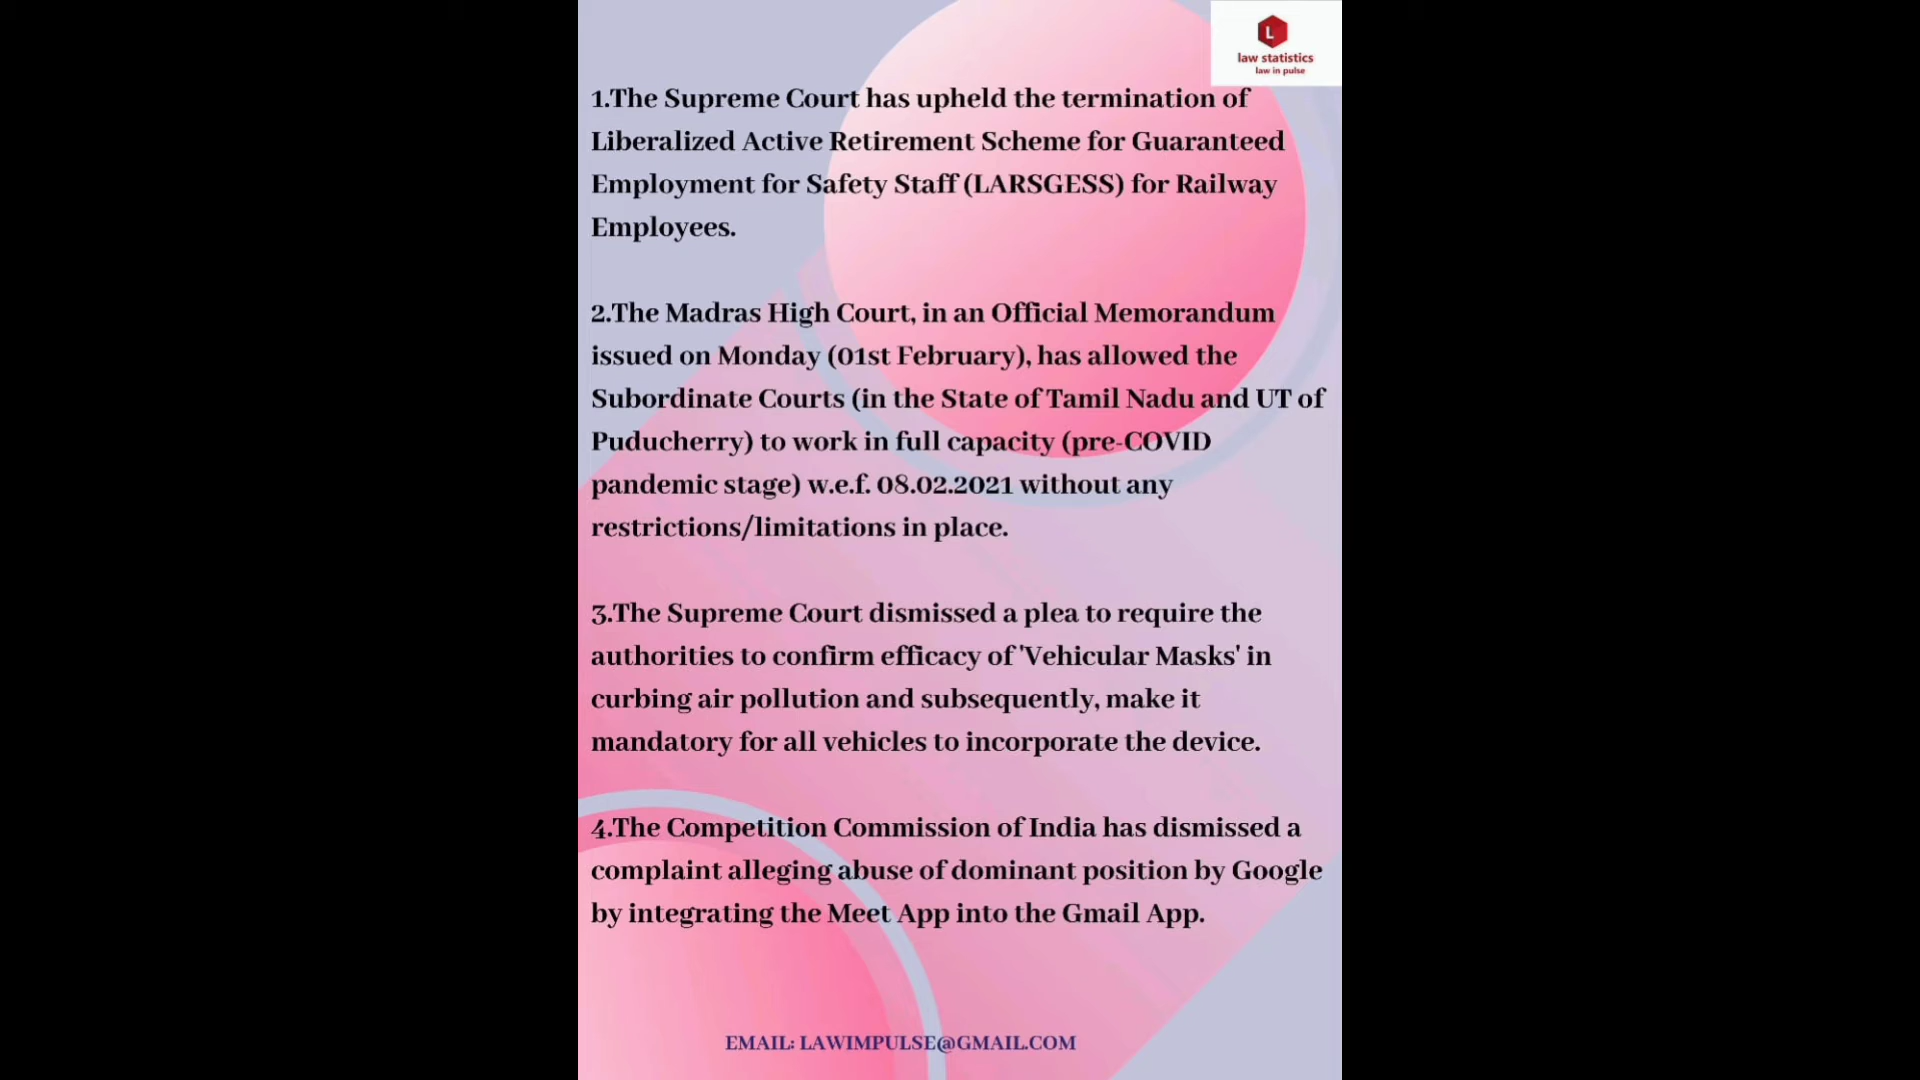 L
law statistics
law in pulse
1.The Supreme Court has upheld the termination of
Liberalized Active Retirement Scheme for Guaranteed
Employment for Safety Staff (LARSGESS) for Railway
Employees.
2.The Madras High Court, in an Official Memorandum
issued on Monday (01st February), has allowed the
Subordinate Courts (in the State of Tamil Nadu and UT of
Puducherry) to work in full capacity (pre-COVID
pandemic stage) w.e.f. 08.02.2021 without any
restrictions/limitations in place.
3.The Supreme Court dismissed a plea to require the
authorities to confirm efficacy of 'Vehicular Masks' in
curbing air pollution and subsequently, make it
mandatory for all vehicles to incorporate the device.
4.The Competition Commission of India has dismissed a
complaint alleging abuse of dominant position by Google
by integrating the Meet App into the Gmail App.
EMAIL: LAWIMPULSE@GMAIL.COM